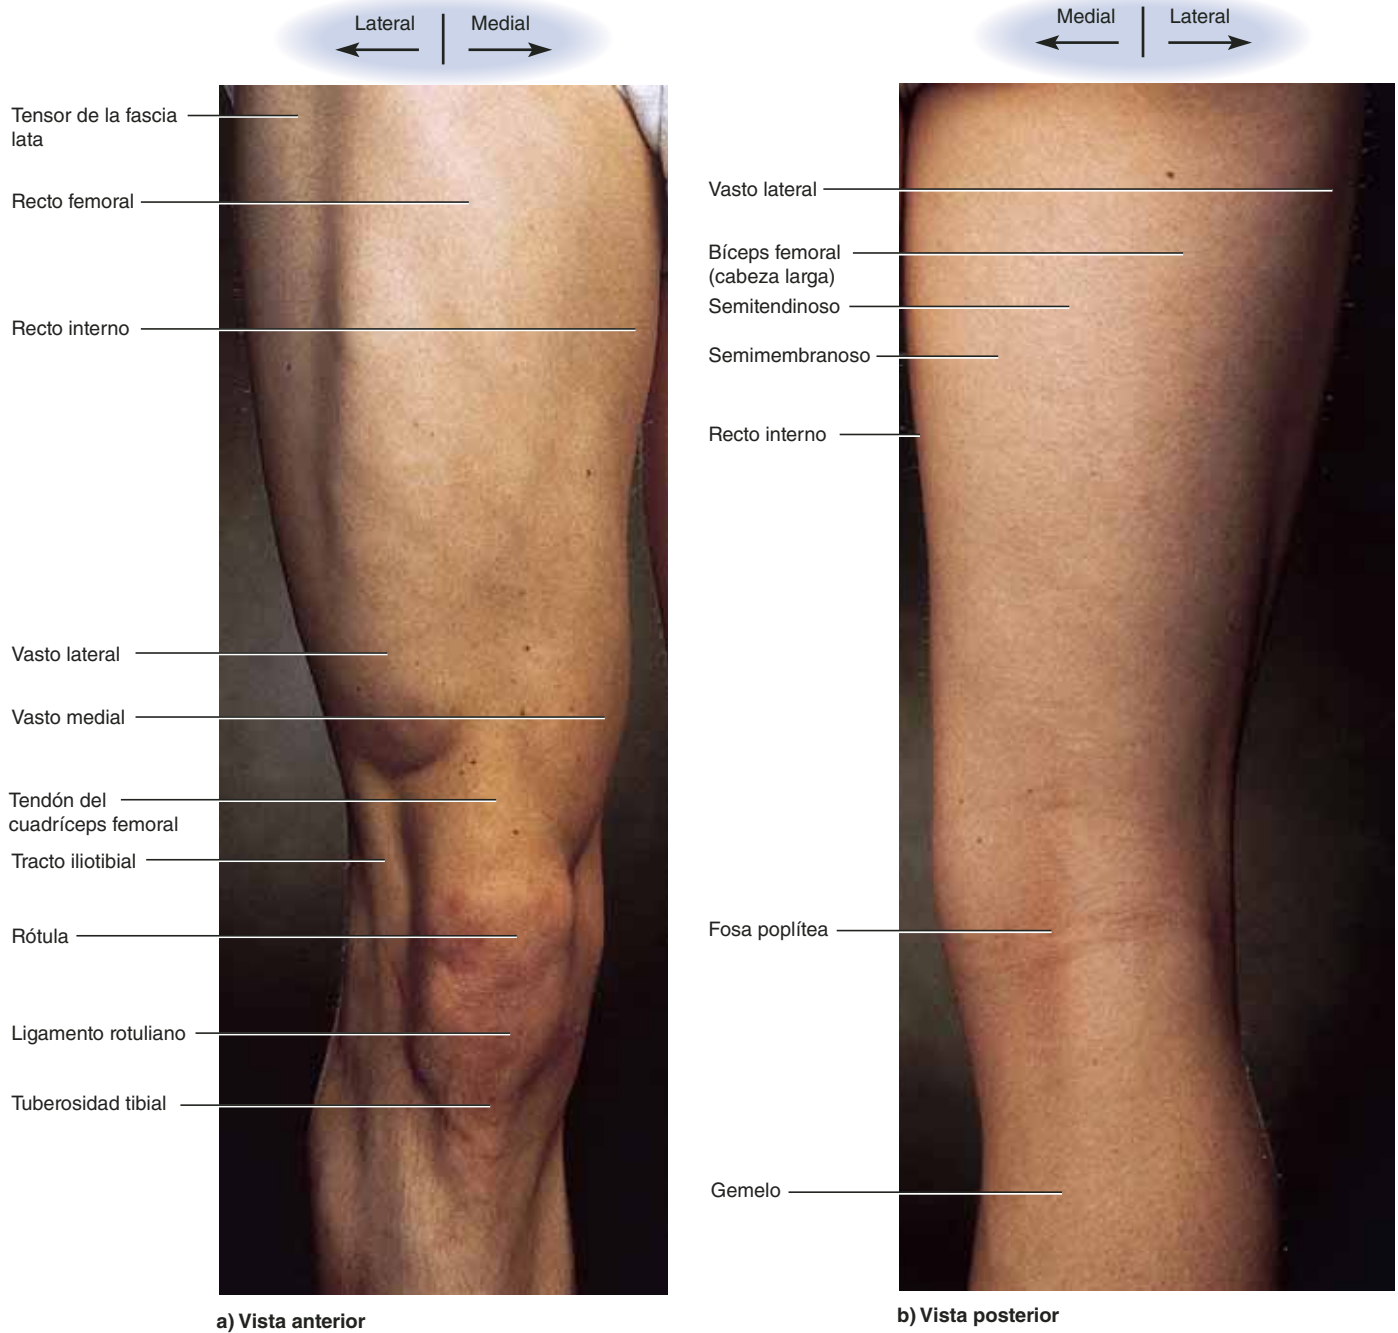 Lateral
Medial
Tensor de la fascia
lata
Recto femoral
Recto interno
Vasto lateral
Vasto medial
Tendón del
cuadríceps femoral
Tracto iliotibial
Rótula
Ligamento rotuliano
Tuberosidad tibial
a) Vista anterior
Medial
Lateral
Vasto lateral
Bíceps femoral
(cabeza larga)
Semitendinoso
Semimembranoso
Recto interno
Fosa poplítea
Gemelo
b) Vista posterior